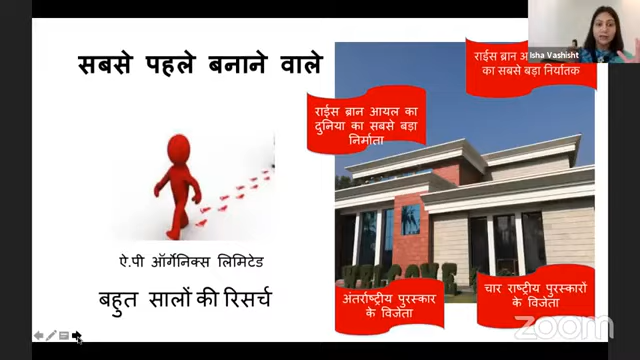 सबसे पहले बनाने वाले
ऐ.पी ऑर्गेनिक्स लिमिटेड
बहुत सालों की रिसर्च
राईस ब्रान आयल का
दुनिया का सबसे बड़ा
निर्माता
राईस ब्रान
का सबसे बड़ा निर्यातक
अंतर्राष्ट्रीय पुरस्कार
के विजेता
चार राष्ट्रीय पुरस्कारों
के विजेता
Isha Vashisht
zoom